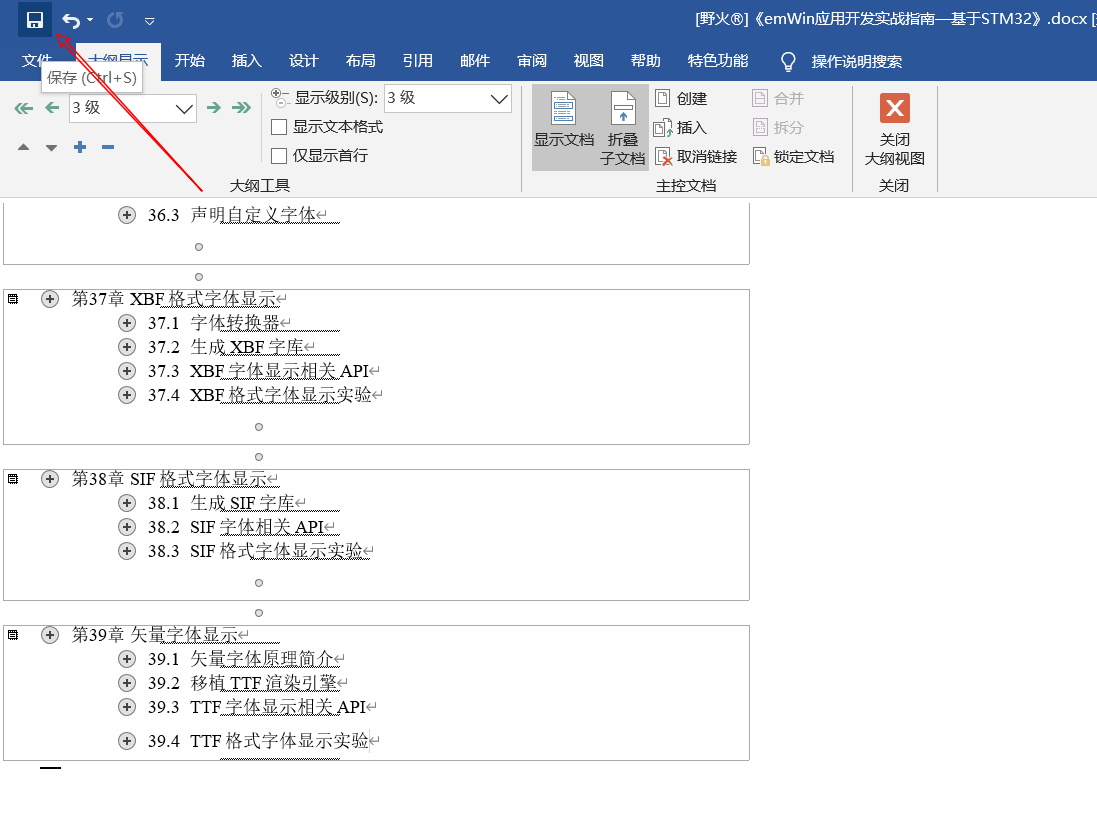 [野火®]《emWin应用开发实战指南—基于STM32》.docx [
文件 大纲显示 开始 插入 设计 布局 引用 邮件 审阅 视图 帮助 特色功能 操作说明搜索
保存 (Ctrl+S)
3 级 显示级别(S): 3 级
显示文本格式
仅显示首行
大纲工具
显示文档 折叠子文档
创建 合并
插入 拆分
取消链接 锁定文档
主控文档
关闭
大纲视图
关闭
36.3 声明自定义字体
第37章 XBF 格式字体显示
37.1 字体转换器
37.2 生成 XBF 字库
37.3 XBF 字体显示相关 API
37.4 XBF 格式字体显示实验
第38章 SIF 格式字体显示
38.1 生成 SIF 字库
38.2 SIF 字体相关 API
38.3 SIF 格式字体显示实验
第39章 矢量字体显示
39.1 矢量字体原理简介
39.2 移植 TTF 渲染引擎
39.3 TTF 字体显示相关 API
39.4 TTF 格式字体显示实验